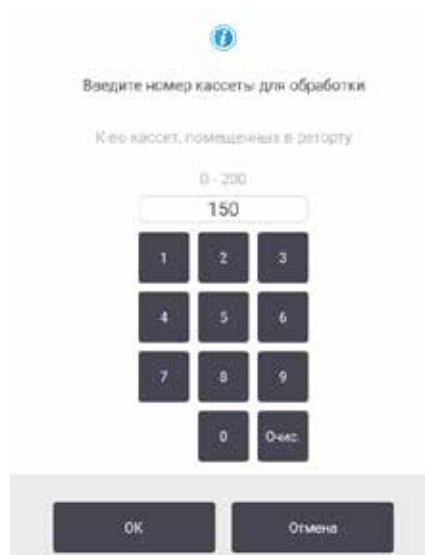 Введите номер кассеты для обработки
К-во кассет, помещенных в реторту
0 - 200
150
1 2 3
4 5 6
7 8 9
0 Очис.
ОК Отмена